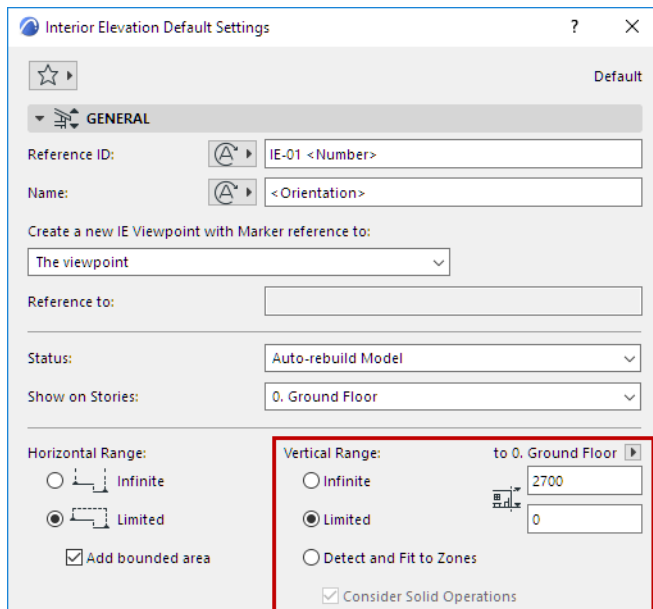 Interior Elevation Default Settings
Default
GENERAL
Reference ID: IE-01 <Number>
Name: <Orientation>
Create a new IE Viewpoint with Marker reference to:
The viewpoint
Reference to:
Status: Auto-rebuild Model
Show on Stories: 0. Ground Floor
Horizontal Range:
Infinite
Limited
Add bounded area
Vertical Range: to 0. Ground Floor
Infinite 2700
Limited 0
Detect and Fit to Zones
Consider Solid Operations